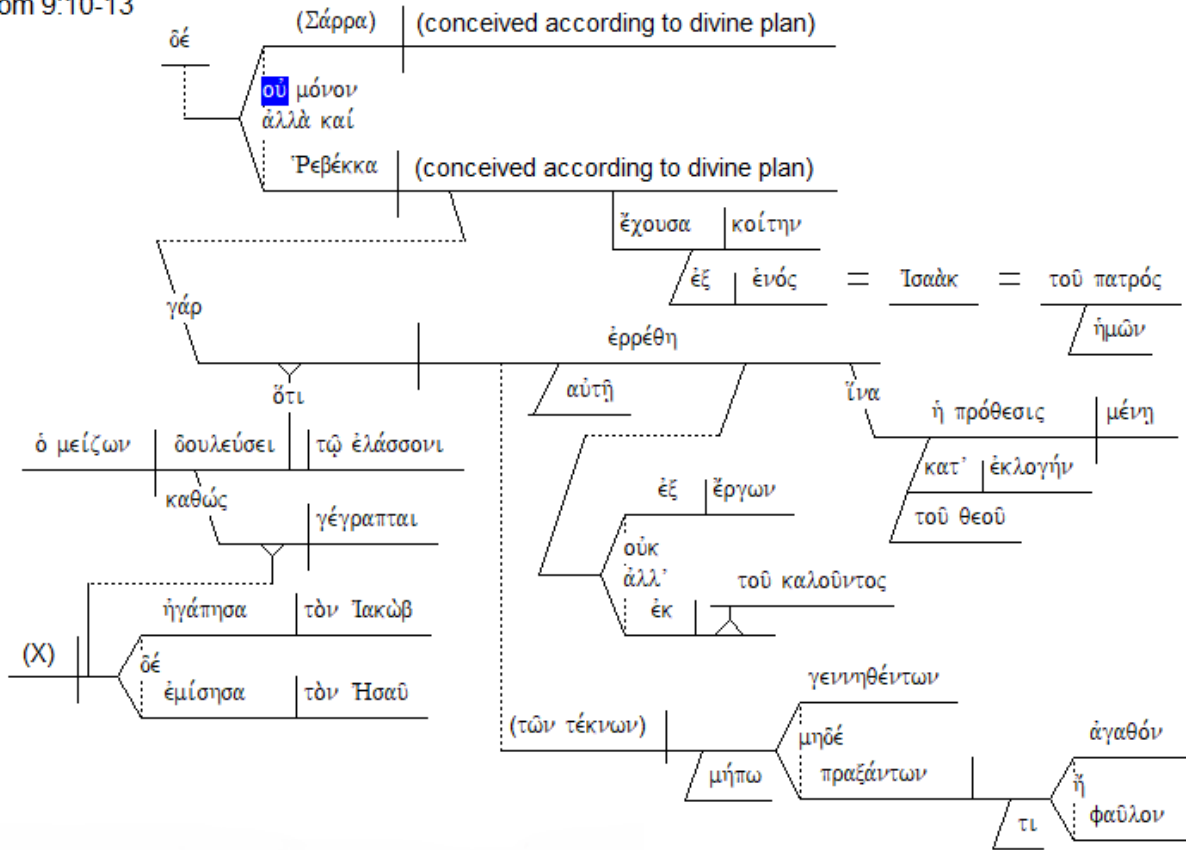 om 9:10-13
δέ
(Σάρρα) (conceived according to divine plan)
οὐ μόνον
ἀλλὰ καί
Ῥεβέκκα (conceived according to divine plan)
ἔχουσα κοίτην
ἐξ ἑνός = Ἰσαὰκ = τοῦ πατρός
ἡμῶν
γάρ
ἐρρέθη
αὐτῇ
ὅτι
ὁ μείζων δουλεύσει τῷ ἐλάσσονι
καθώς
γέγραπται
ἠγάπησα τὸν Ἰακὼβ
(X)
δέ
ἐμίσησα τὸν Ἠσαῦ
ἵνα
ἡ πρόθεσις μένῃ
κατ’ ἐκλογήν
τοῦ θεοῦ
ἐξ ἔργων
οὐκ
ἀλλ’
ἐκ τοῦ καλοῦντος
(τῶν τέκνων)
μήπω
γεννηθέντων
μηδέ
πραξάντων
τι
ἀγαθόν
ἤ
φαῦλον